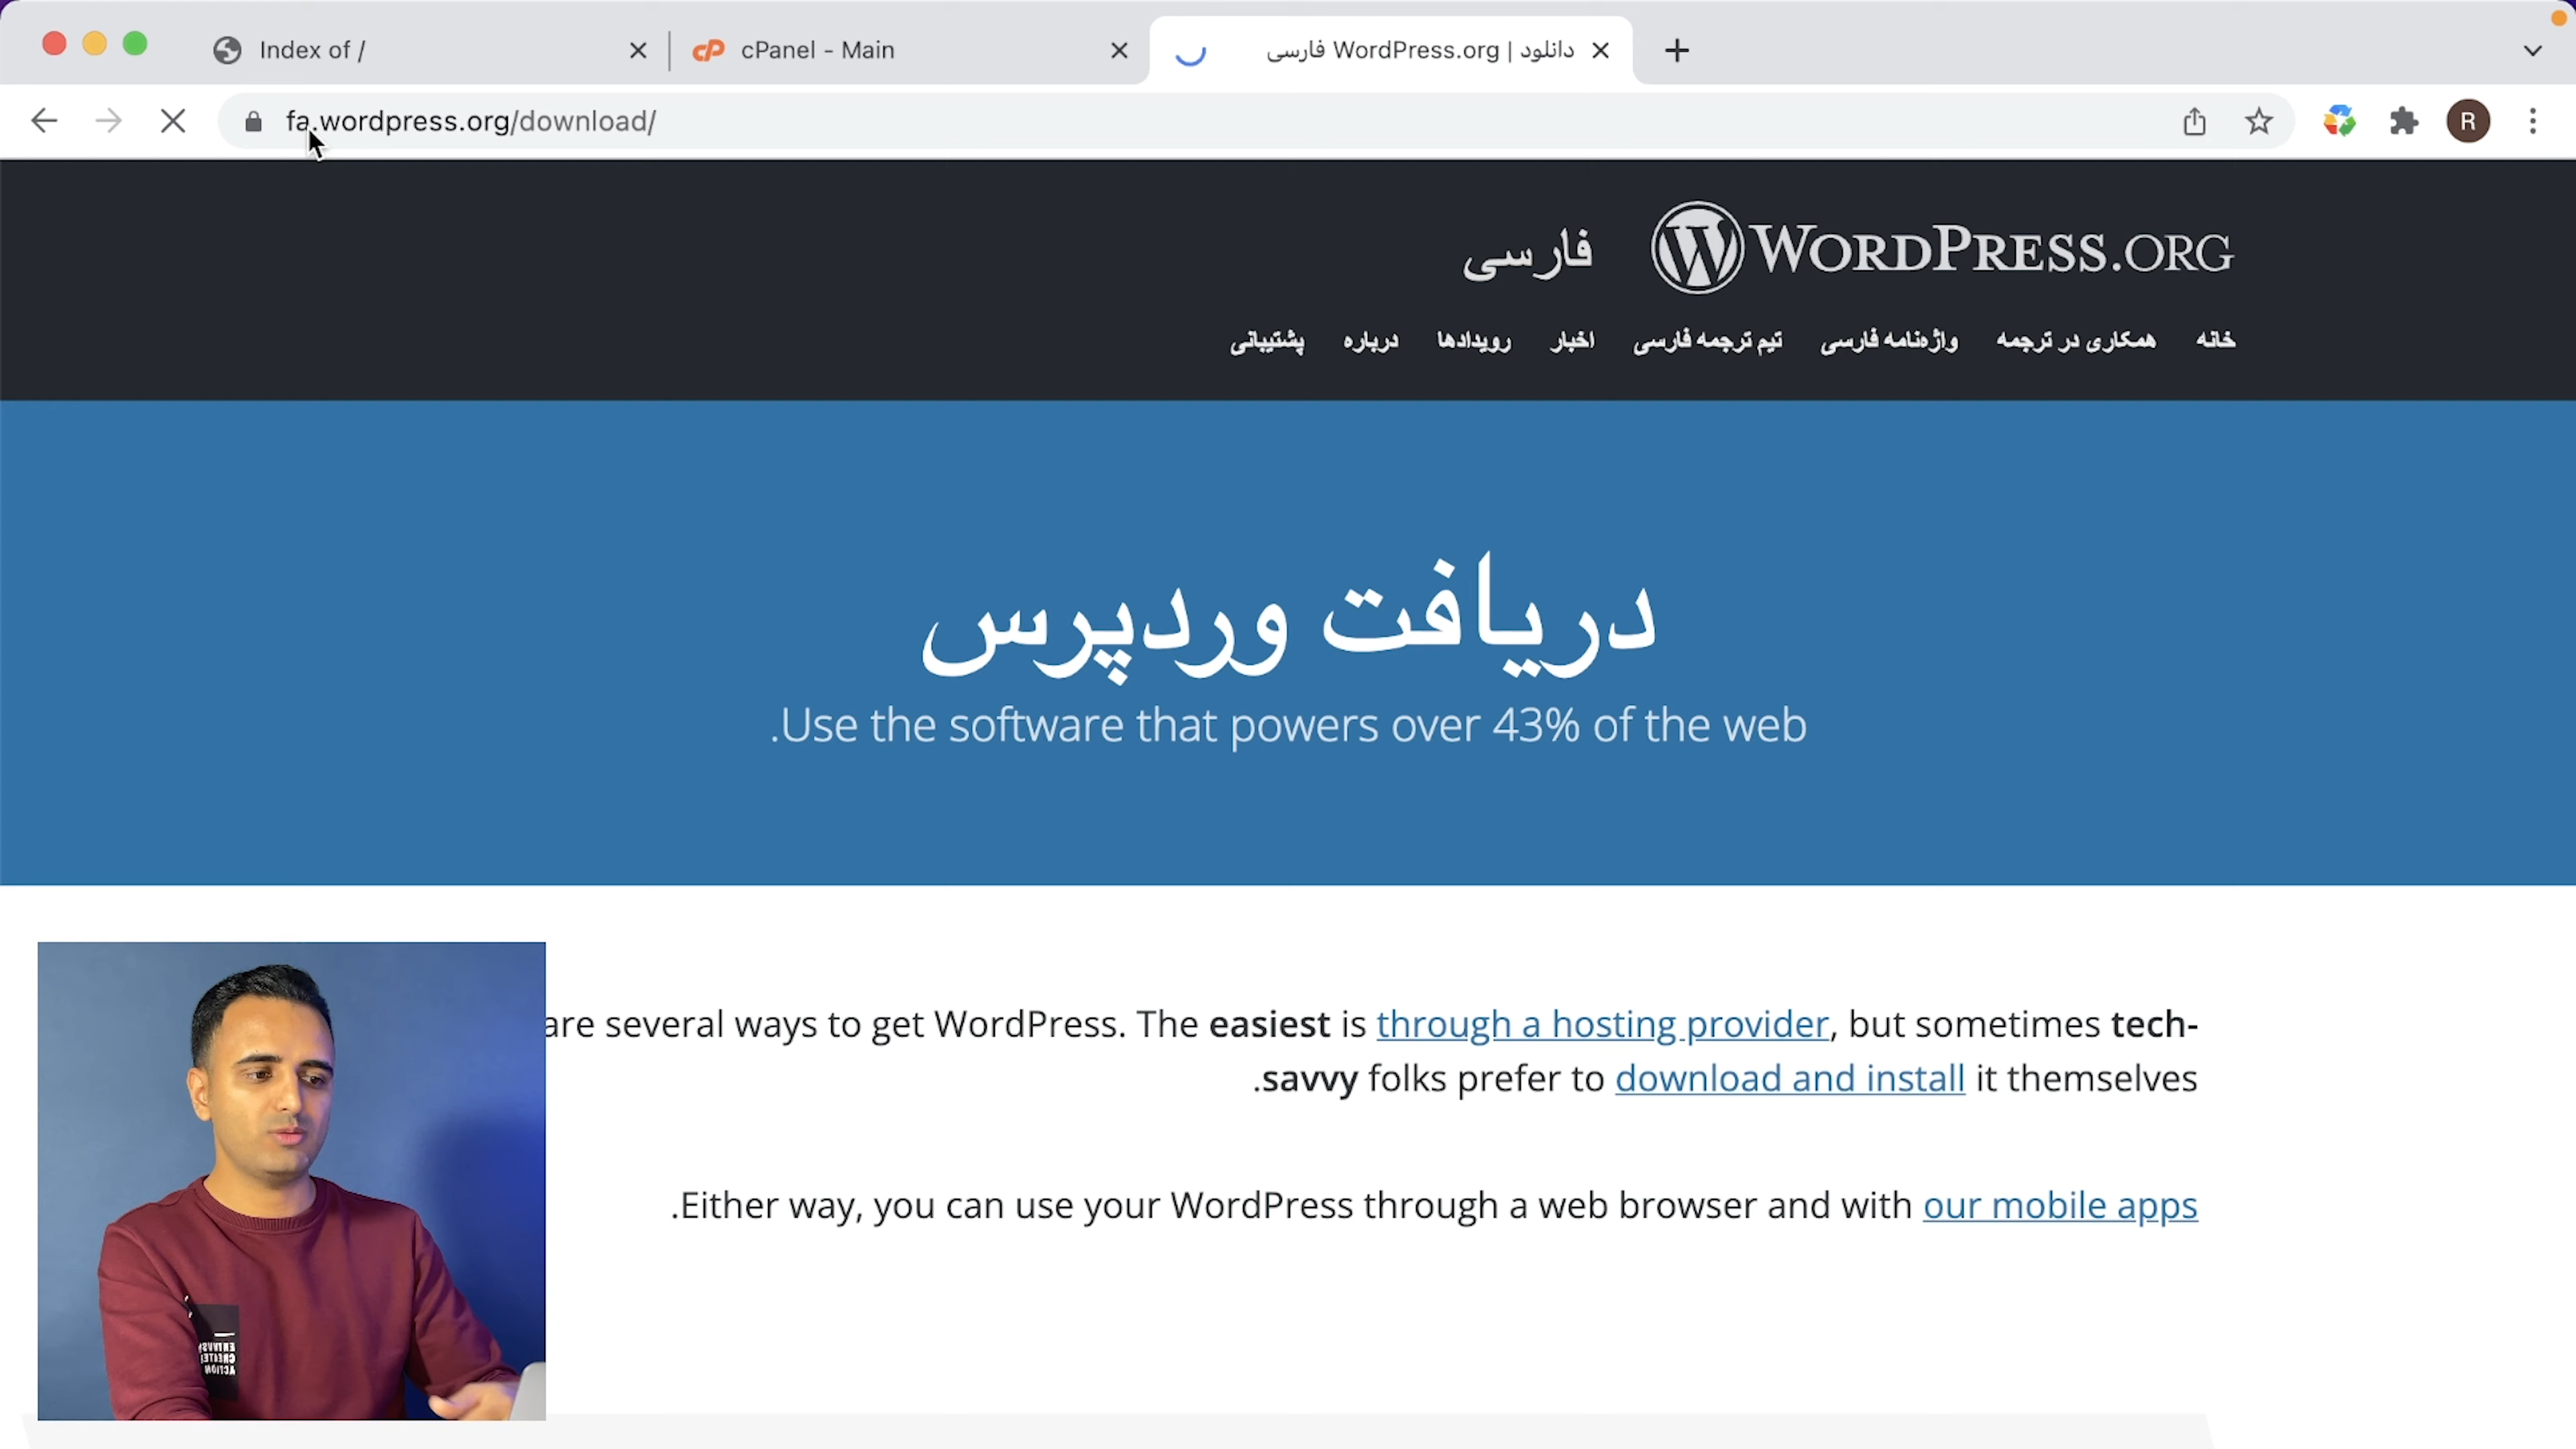 Index of /
cPanel - Main
دانلود | WordPress.org فارسی
fa.wordpress.org/download/
R
WORDPRESS.ORG فارسی
خانه همکاری در ترجمه واژه‌نامه فارسی تیم ترجمه فارسی اخبار رویدادها درباره پشتیبانی
دریافت وردپرس
.Use the software that powers over 43% of the web
are several ways to get WordPress. The easiest is through a hosting provider, but sometimes tech-
.savvy folks prefer to download and install it themselves
.Either way, you can use your WordPress through a web browser and with our mobile apps